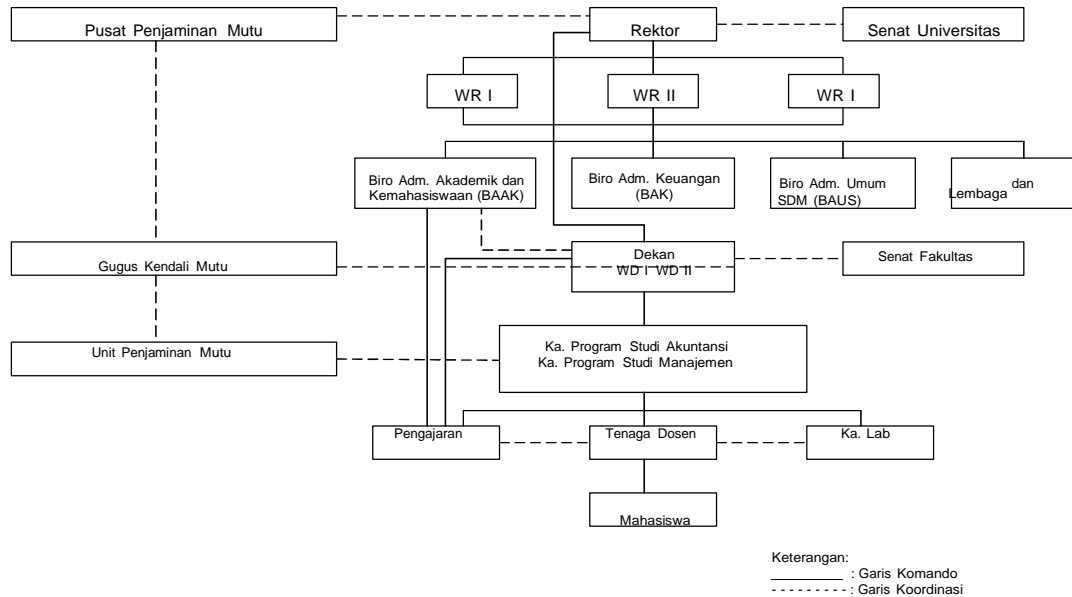 Pusat Penjaminan Mutu
Rektor
Senat Universitas
WR I
WR II
WR I
Biro Adm. Akademik dan
Kemahasiswaan (BAAK)
Biro Adm. Keuangan
(BAK)
Biro Adm. Umum
SDM (BAUS)
dan
Lembaga
Gugus Kendali Mutu
Dekan
WD I WD II
Senat Fakultas
Unit Penjaminan Mutu
Ka. Program Studi Akuntansi
Ka. Program Studi Manajemen
Pengajaran
Tenaga Dosen
Ka. Lab
Mahasiswa
Keterangan:
: Garis Komando
: Garis Koordinasi